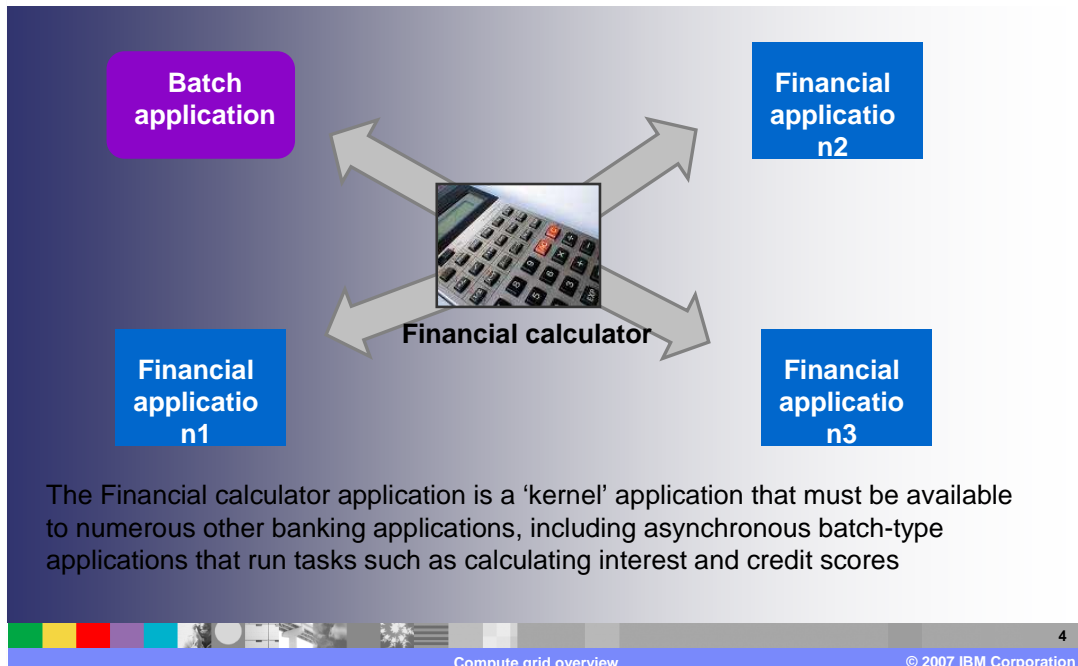 Batch
application
Financial
applicatio
n2
Financial calculator
Financial
applicatio
n1
Financial
applicatio
n3
The Financial calculator application is a ‘kernel’ application that must be available
to numerous other banking applications, including asynchronous batch-type
applications that run tasks such as calculating interest and credit scores
4
Compute grid overview
© 2007 IBM Corporation